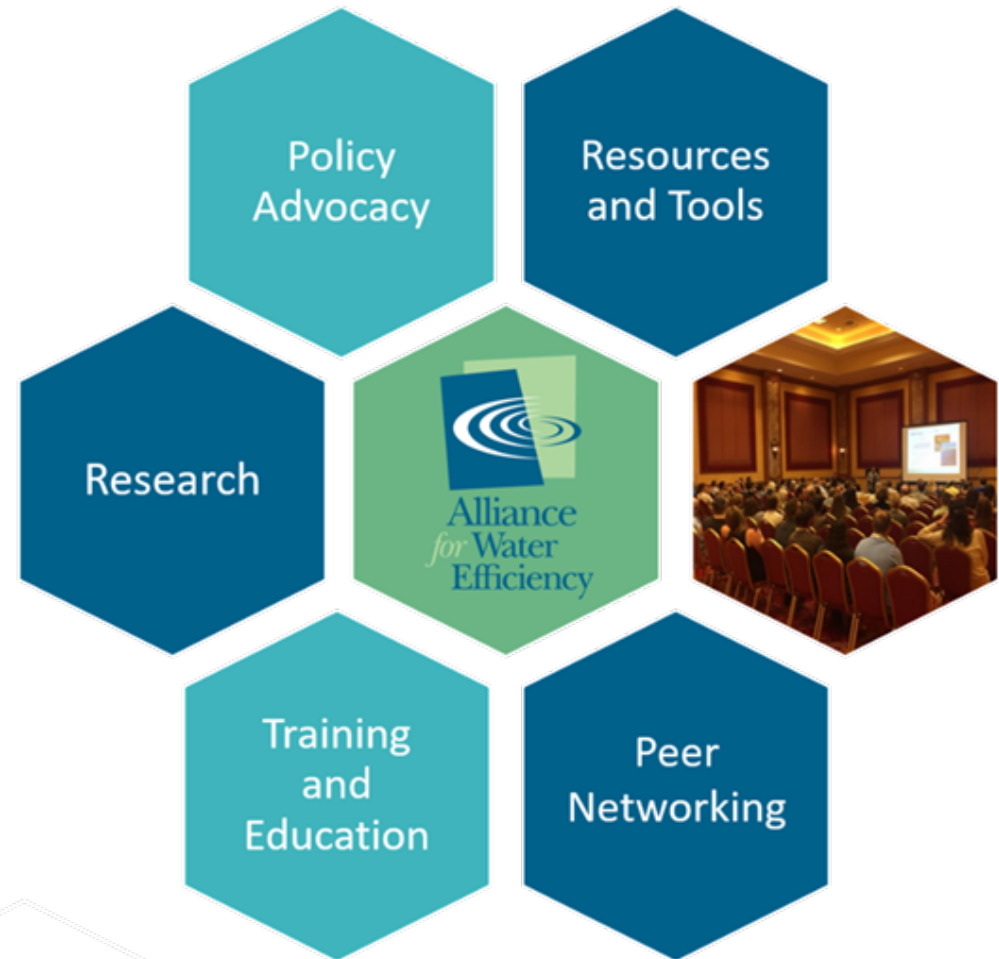 Policy
Advocacy
Resources
and Tools
Research
Alliance
for Water
Efficiency
Training
and
Education
Peer
Networking